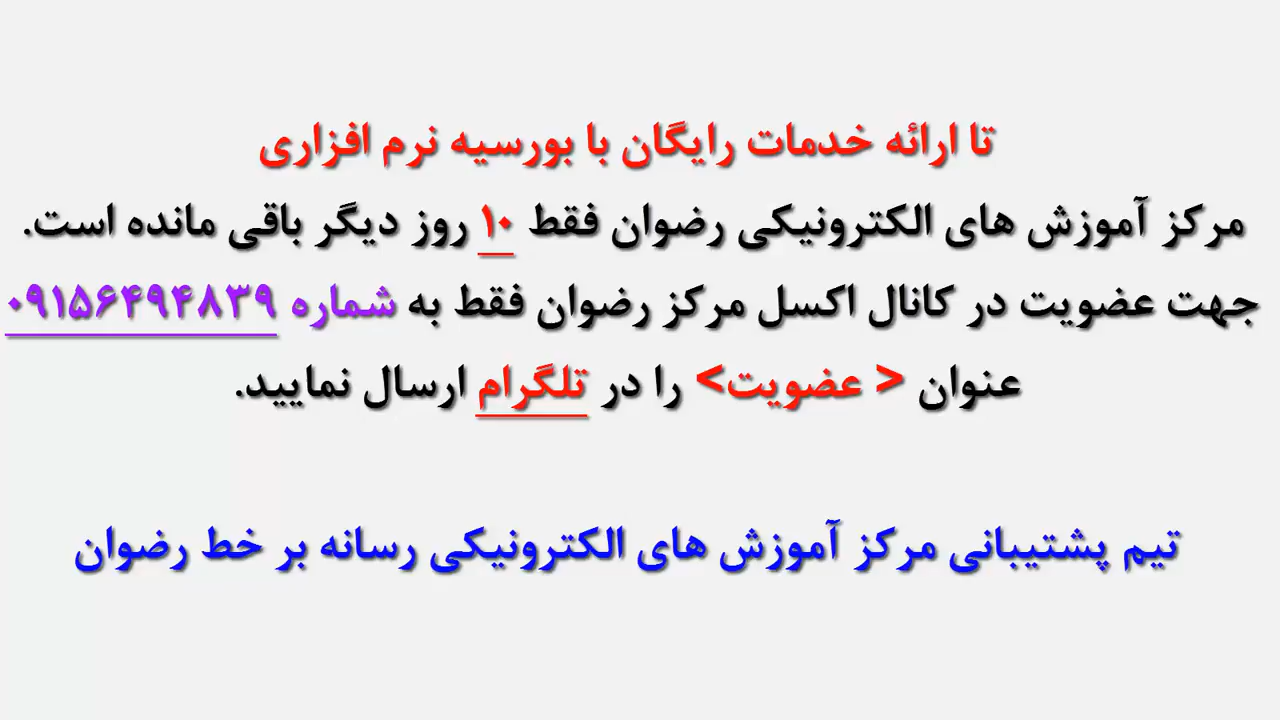 تا ارائه خدمات رایگان با بورسیه نرم افزاری
مرکز آموزش های الکترونیکی رضوان فقط ۱۰ روز دیگر باقی مانده است.
جهت عضویت در کانال اکسل مرکز رضوان فقط به شماره ۰۹۱۵۶۴۹۴۸۳۹
عنوان < عضویت> را در تلگرام ارسال نمایید.
تیم پشتیبانی مرکز آموزش های الکترونیکی رسانه بر خط رضوان